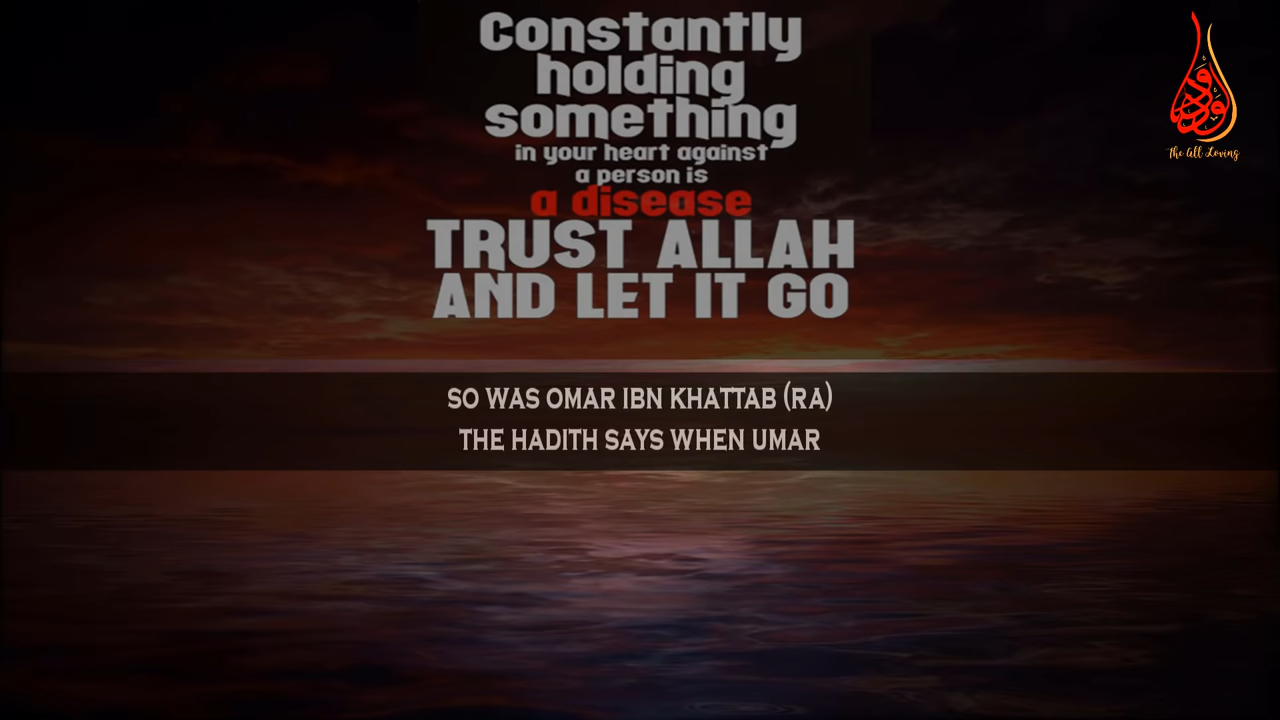 Constantly
holding
something
in your heart against
a person is
a disease
TRUST ALLAH
AND LET IT GO
The All Loving
SO WAS OMAR IBN KHATTAB (RA)
THE HADITH SAYS WHEN UMAR